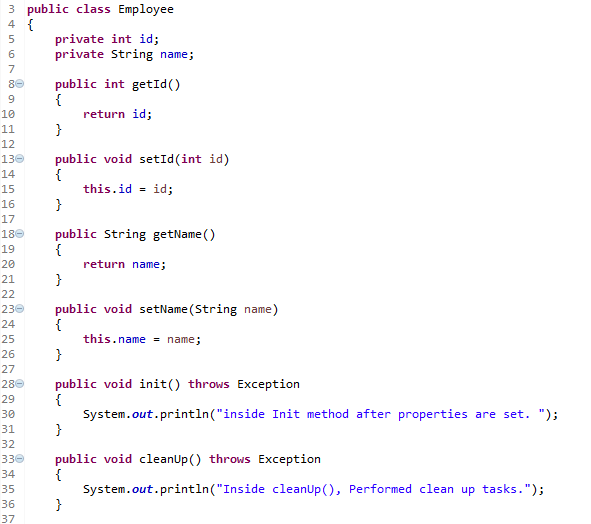 3 public class Employee
4 {
5     private int id;
6     private String name;
7
8     public int getId()
9     {
10         return id;
11     }
12
13     public void setId(int id)
14     {
15         this.id = id;
16     }
17
18     public String getName()
19     {
20         return name;
21     }
22
23     public void setName(String name)
24     {
25         this.name = name;
26     }
27
28     public void init() throws Exception
29     {
30         System.out.println("inside Init method after properties are set. ");
31     }
32
33     public void cleanUp() throws Exception
34     {
35         System.out.println("Inside cleanUp(), Performed clean up tasks.");
36     }
37